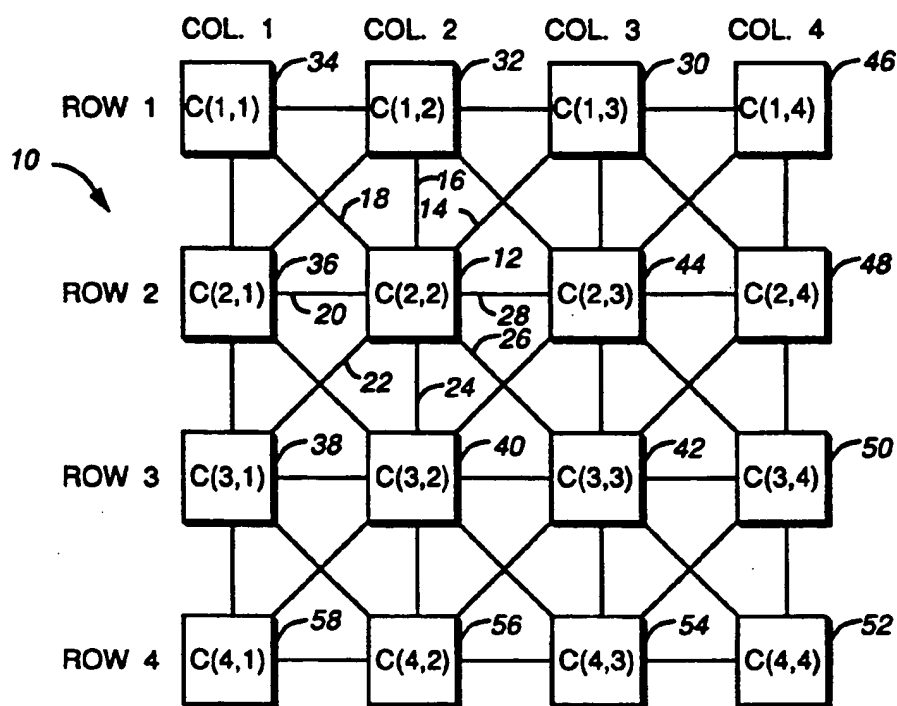 COL. 1 COL. 2 COL. 3 COL. 4
34 32 30 46
ROW 1 C(1,1) C(1,2) C(1,3) C(1,4)
10
18 16 14
36 12 44 48
ROW 2 C(2,1) C(2,2) C(2,3) C(2,4)
20 28
22 24 26
38 40 42 50
ROW 3 C(3,1) C(3,2) C(3,3) C(3,4)
58 56 54 52
ROW 4 C(4,1) C(4,2) C(4,3) C(4,4)